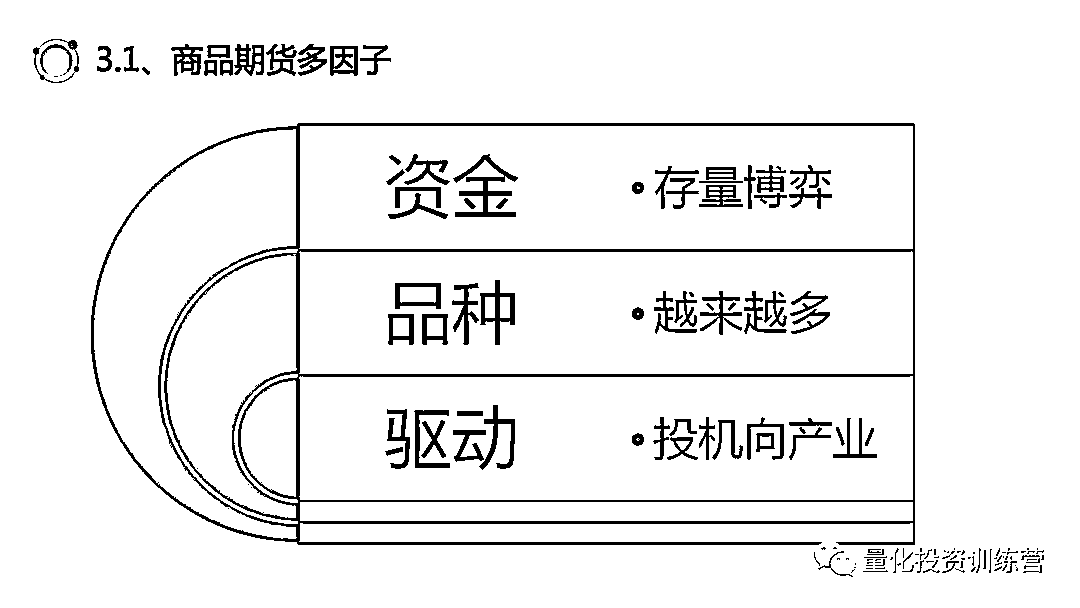 3.1、商品期货多因子
资金
•存量博弈
品种
•越来越多
驱动
•投机向产业
量化投资训练营